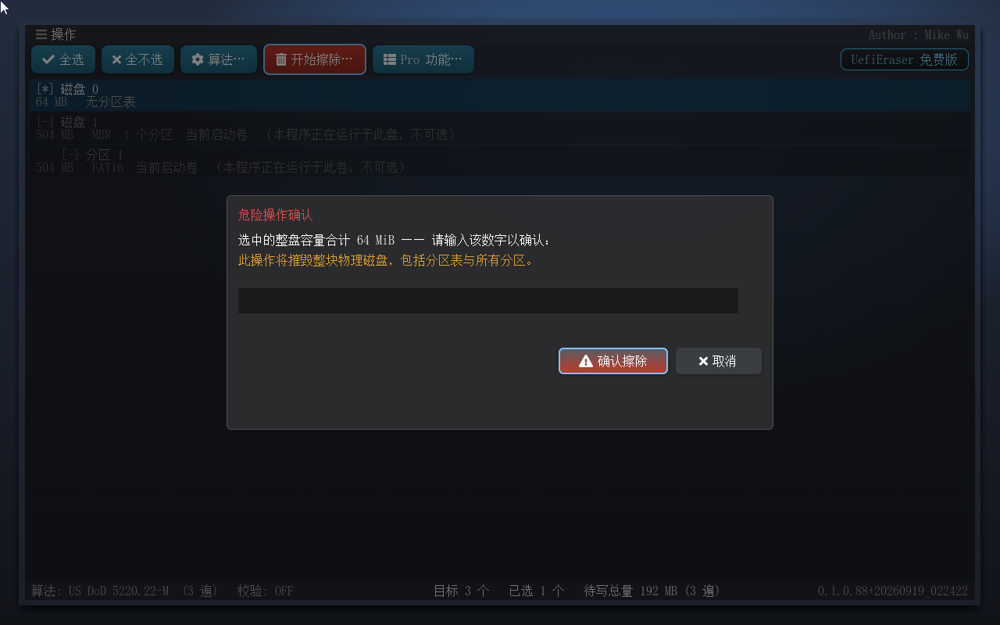 操作
Author : Mike Wu
全选 全不选 算法… 开始擦除… Pro 功能… UefiEraser 免费版
[*] 磁盘 0
64 MB 无分区表
[-] 磁盘 1
504 MB MBR 1 个分区 当前启动卷 (本程序正在运行于此盘, 不可选)
[-] 分区 1
504 MB FAT16 当前启动卷 (本程序正在运行于此卷, 不可选)
危险操作确认
选中的整盘容量合计 64 MiB —— 请输入该数字以确认:
此操作将摧毁整块物理磁盘, 包括分区表与所有分区。
确认擦除 取消
算法: US DoD 5220.22-M (3 遍) 校验: OFF 目标 3 个 已选 1 个 待写总量 192 MB (3 遍) 0.1.0.88+20260919_022422